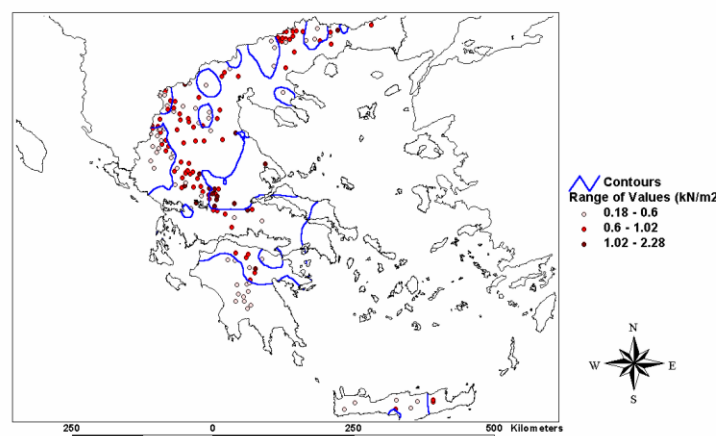 Contours
Range of Values (kN/m2
0.18 - 0.6
0.6 - 1.02
1.02 - 2.28
N
W E
S
250 0 250 500 Kilometers